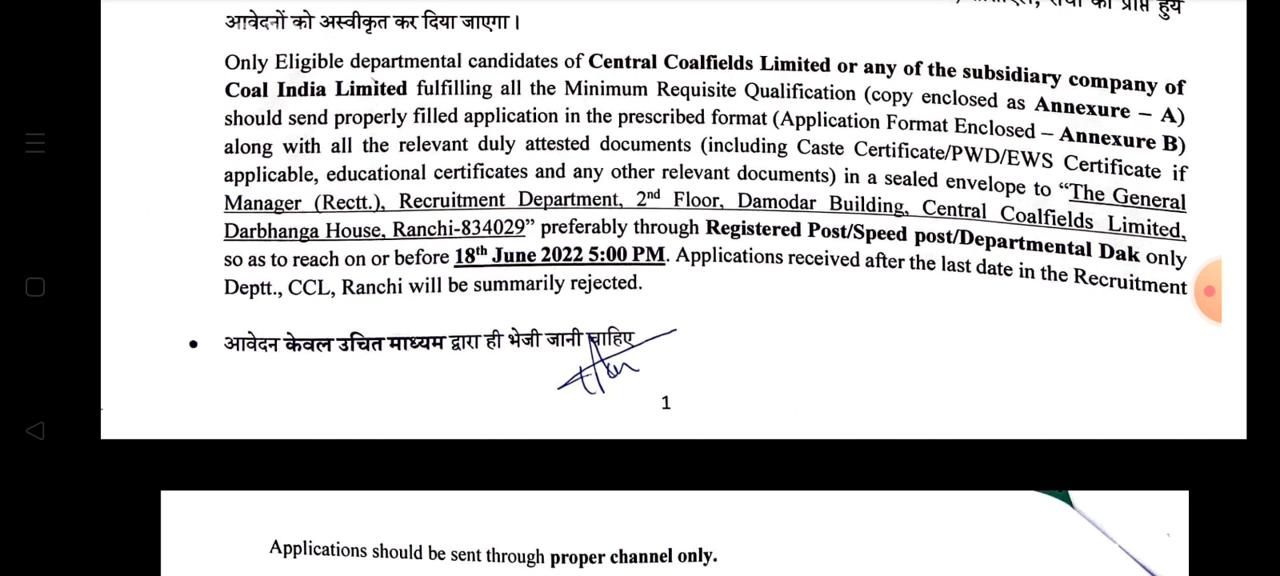 का प्राप्त हुये
आवेदनों को अस्वीकृत कर दिया जाएगा।
Only Eligible departmental candidates of Central Coalfields Limited or any of the subsidiary company of
Coal India Limited fulfilling all the Minimum Requisite Qualification (copy enclosed as Annexure – A)
should send properly filled application in the prescribed format (Application Format Enclosed – Annexure B)
along with all the relevant duly attested documents (including Caste Certificate/PWD/EWS Certificate if
applicable, educational certificates and any other relevant documents) in a sealed envelope to “The General
Manager (Rectt.), Recruitment Department, 2nd Floor, Damodar Building, Central Coalfields Limited,
Darbhanga House, Ranchi-834029” preferably through Registered Post/Speed post/Departmental Dak only
so as to reach on or before 18th June 2022 5:00 PM. Applications received after the last date in the Recruitment
Deptt., CCL, Ranchi will be summarily rejected.
• आवेदन केवल उचित माध्यम द्वारा ही भेजी जानी चाहिए
1
Applications should be sent through proper channel only.